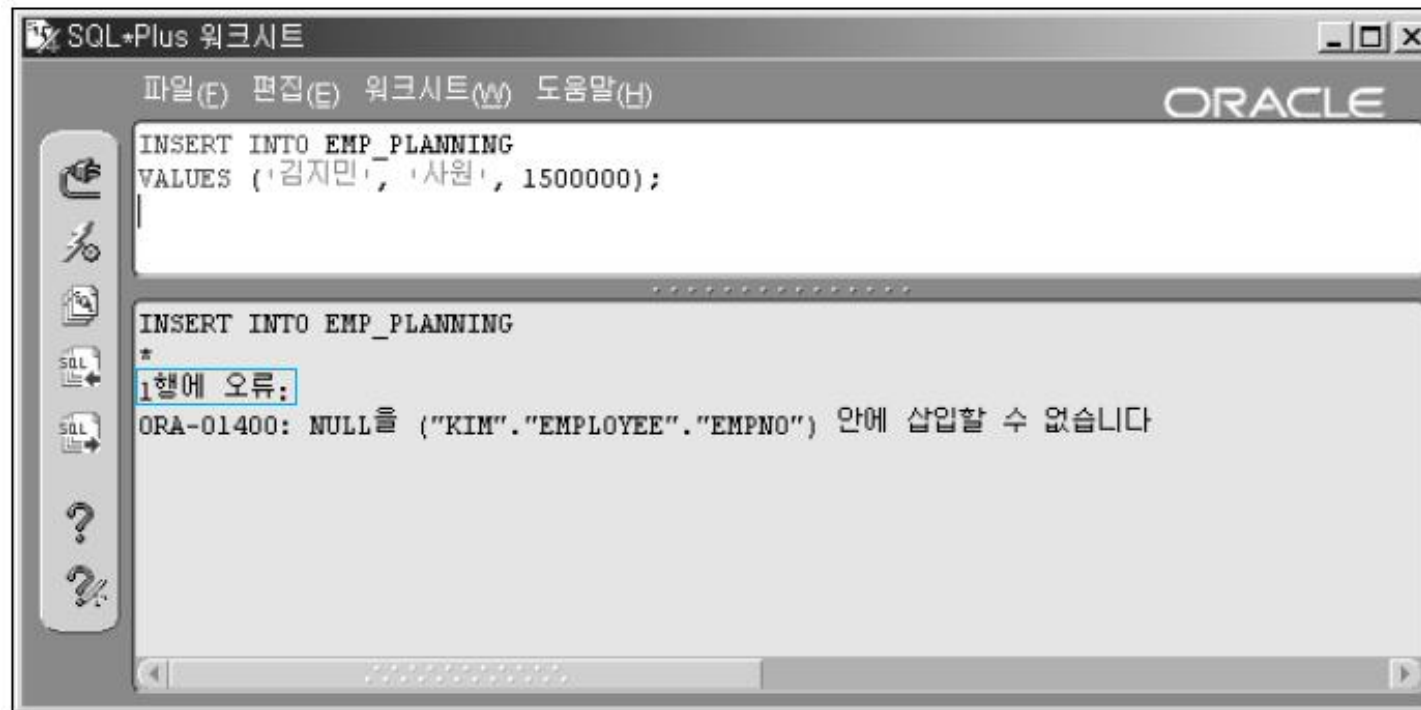 SQL*Plus 워크시트
파일(F) 편집(E) 워크시트(W) 도움말(H)
ORACLE
INSERT INTO EMP_PLANNING
VALUES ('김지민', '사원', 1500000);
INSERT INTO EMP_PLANNING
*
1행에 오류:
ORA-01400: NULL을 ("KIM"."EMPLOYEE"."EMPNO") 안에 삽입할 수 없습니다
SQL
SQL